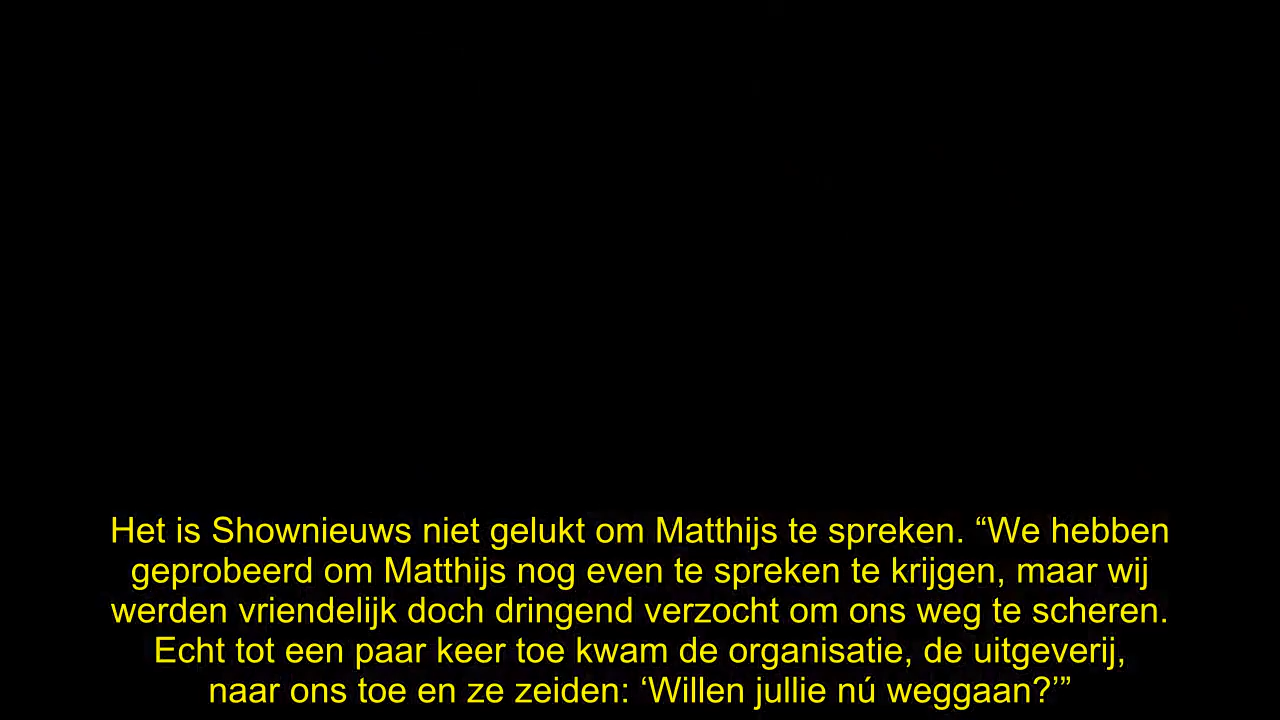 Het is Shownieuws niet gelukt om Matthijs te spreken. “We hebben
geprobeerd om Matthijs nog even te spreken te krijgen, maar wij
werden vriendelijk doch dringend verzocht om ons weg te scheren.
Echt tot een paar keer toe kwam de organisatie, de uitgeverij,
naar ons toe en ze zeiden: ‘Willen jullie nú weggaan?’”